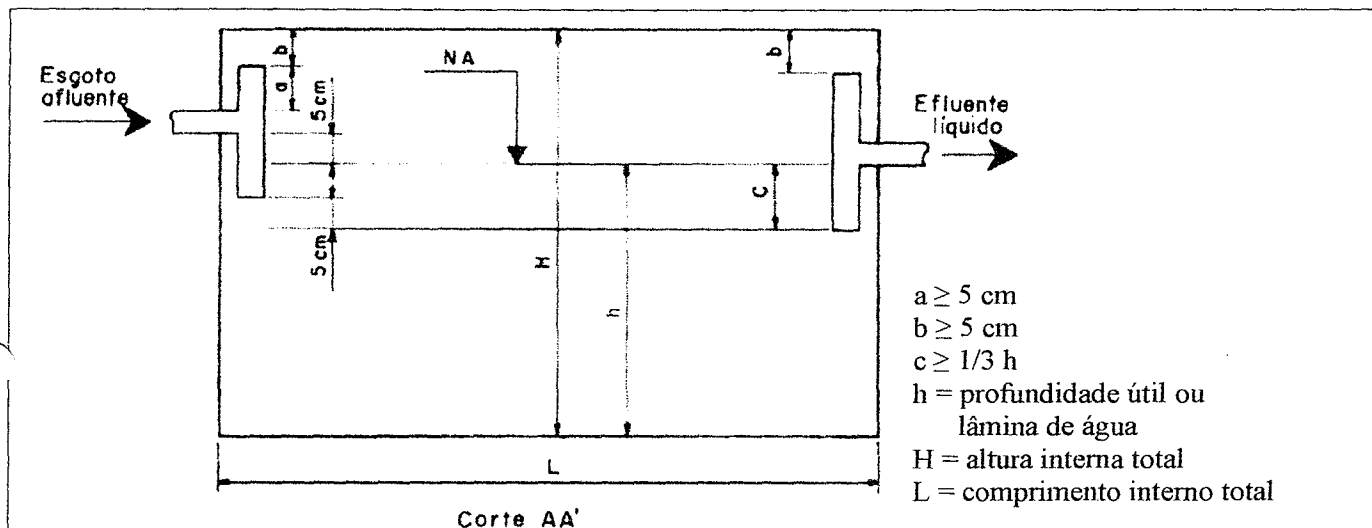 b
b
Esgoto
afluente
a
5 cm
NA
Efluente
líquido
C
5 cm
H
h
a ≥ 5 cm
b ≥ 5 cm
c ≥ 1/3 h
h = profundidade útil ou
lâmina de água
H = altura interna total
L = comprimento interno total
L
Corte AA'